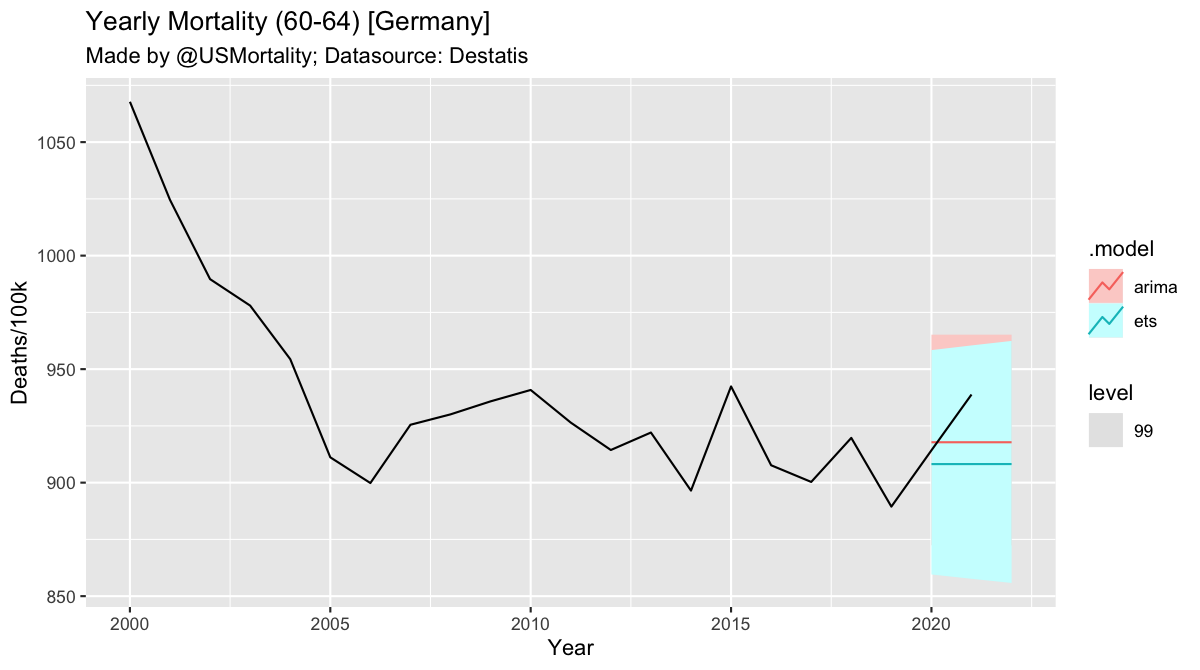 Yearly Mortality (60-64) [Germany]
Made by @USMortality; Datasource: Destatis
Deaths/100k
1050
1000
950
900
850
2000
2005
2010
2015
2020
Year
.model
arima
ets
level
99